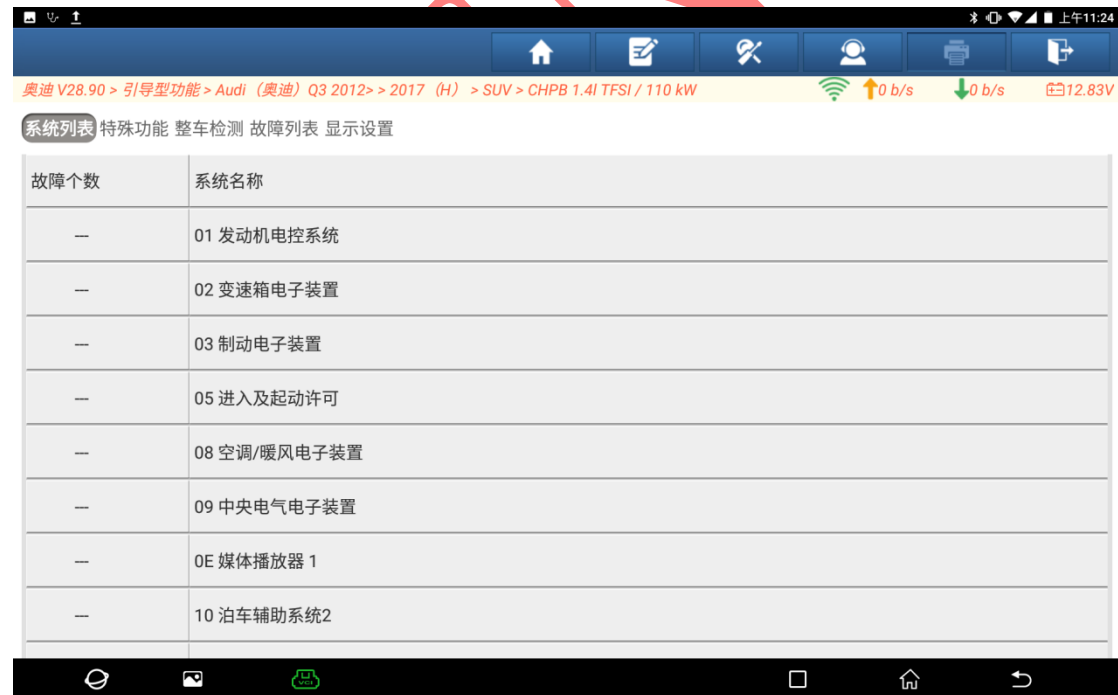 上午11:24
奥迪 V28.90 > 引导型功能 > Audi（奥迪）Q3 2012> > 2017（H） > SUV > CHPB 1.4l TFSI / 110 kW 0 b/s 0 b/s 12.83V
系统列表 特殊功能 整车检测 故障列表 显示设置
故障个数 系统名称
--- 01 发动机电控系统
--- 02 变速箱电子装置
--- 03 制动电子装置
--- 05 进入及起动许可
--- 08 空调/暖风电子装置
--- 09 中央电气电子装置
--- 0E 媒体播放器 1
--- 10 泊车辅助系统2
VCI